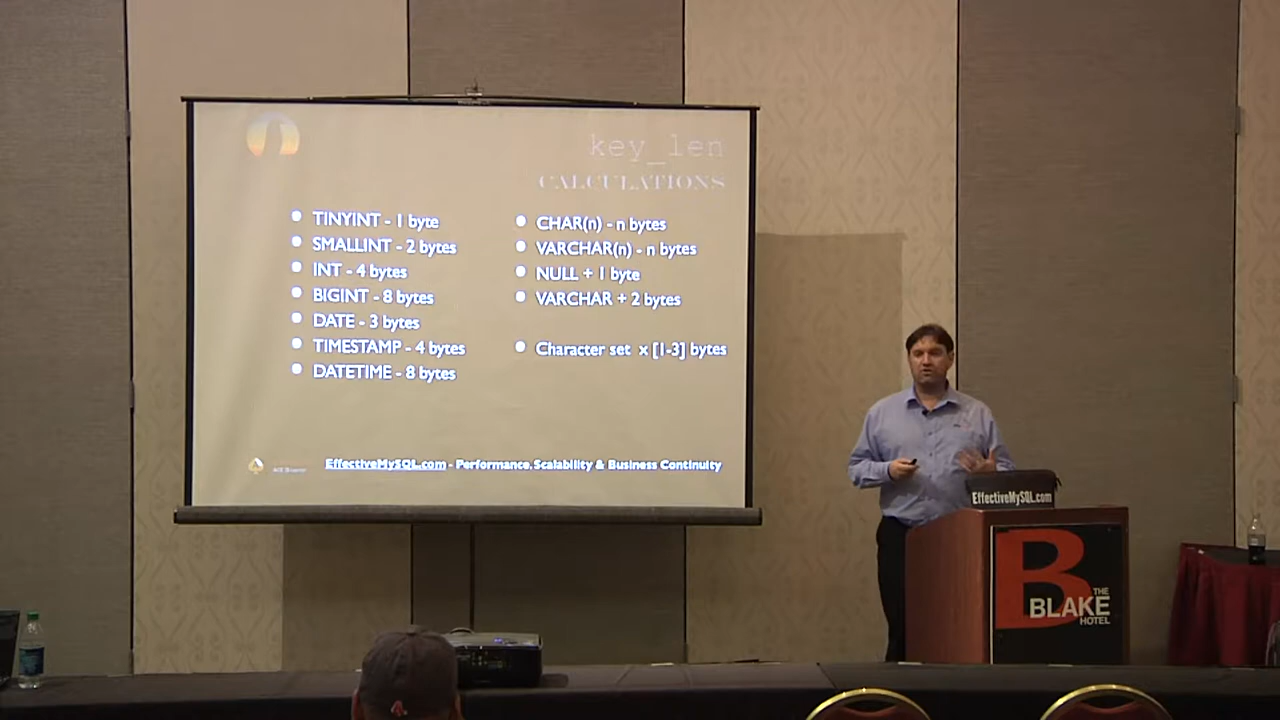 key_len
CALCULATIONS
TINYINT - 1 byte
SMALLINT - 2 bytes
INT - 4 bytes
BIGINT - 8 bytes
DATE - 3 bytes
TIMESTAMP - 4 bytes
DATETIME - 8 bytes
CHAR(n) - n bytes
VARCHAR(n) - n bytes
NULL + 1 byte
VARCHAR + 2 bytes
Character set x [1-3] bytes
EffectiveMySQL.com - Performance, Scalability & Business Continuity
EffectiveMySQL.com
B
THE
BLAKE
HOTEL